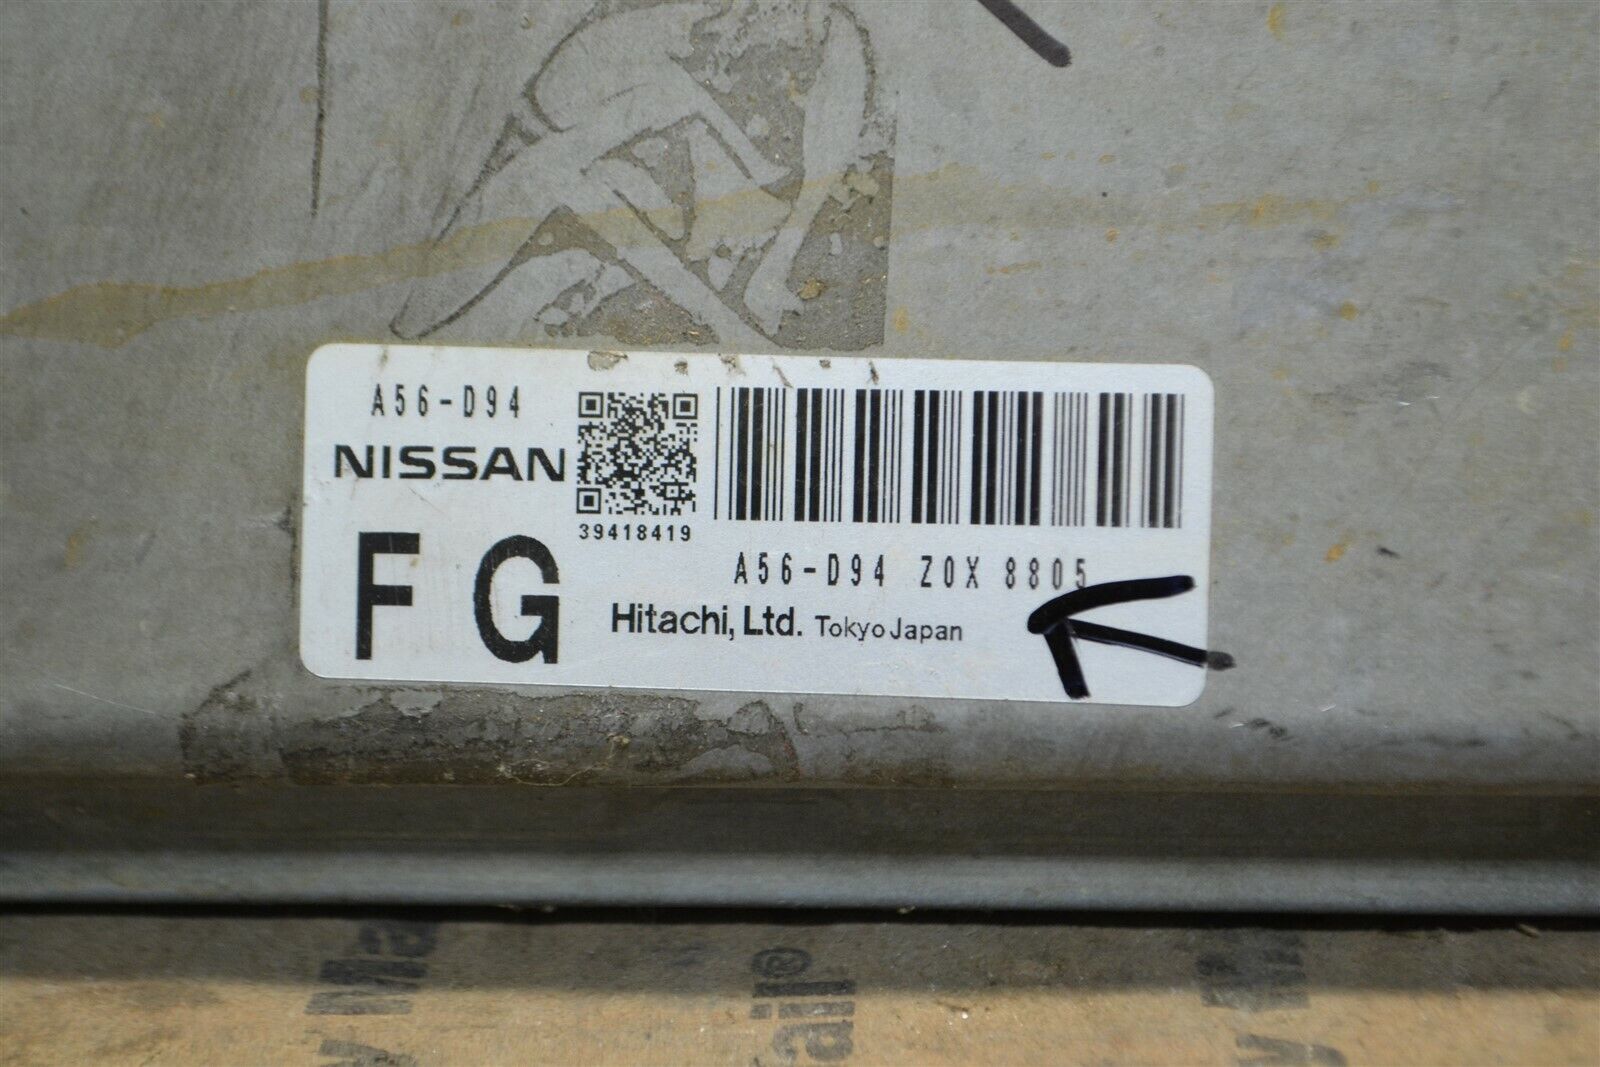 A56-D94
NISSAN
39418419
F G
A56-D94 Z0X 8805
Hitachi, Ltd. Tokyo Japan